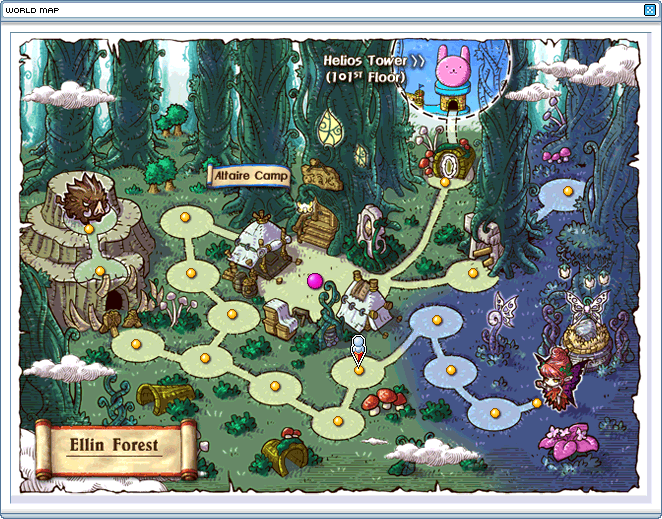 WORLD MAP
Helios Tower >>
(101ST Floor)
Altaire Camp
Ellin Forest